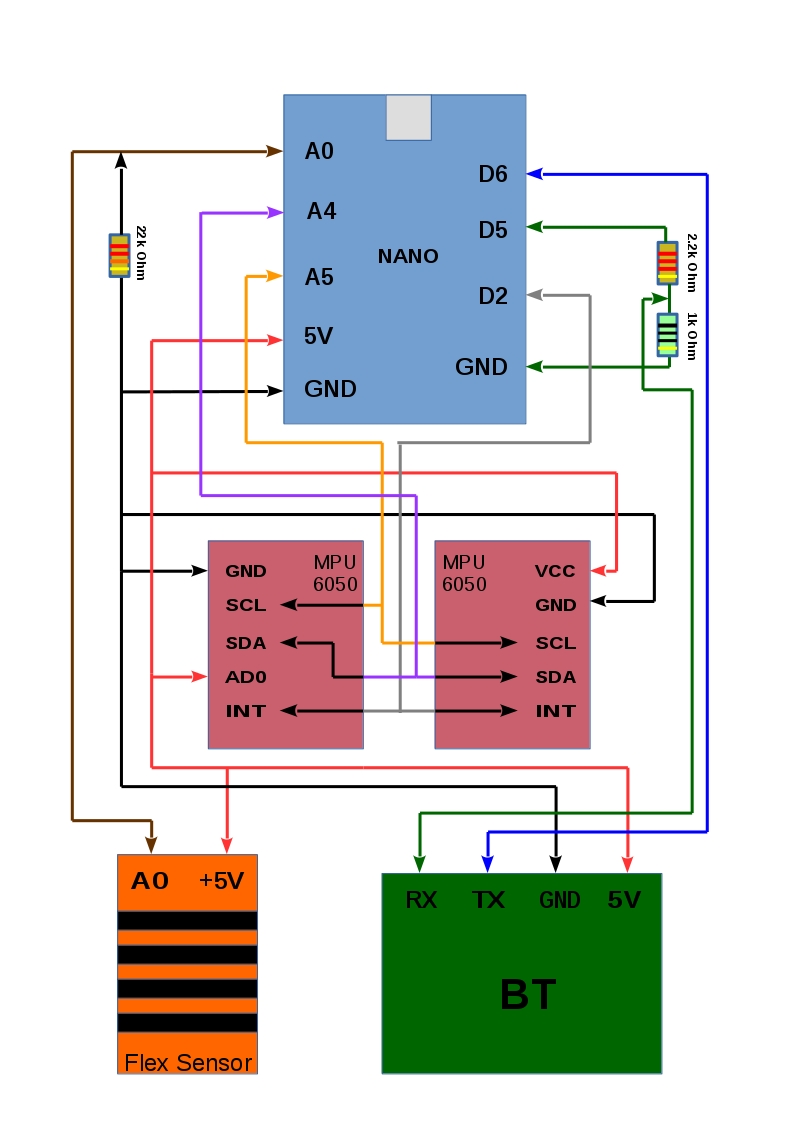 A0
A4
A5
5V
GND
NANO
D6
D5
D2
GND
22k Ohm
2.2k Ohm
1k Ohm
GND
SCL
SDA
AD0
INT
MPU
6050
MPU
6050
VCC
GND
SCL
SDA
INT
A0 +5V
Flex Sensor
RX TX GND 5V
BT